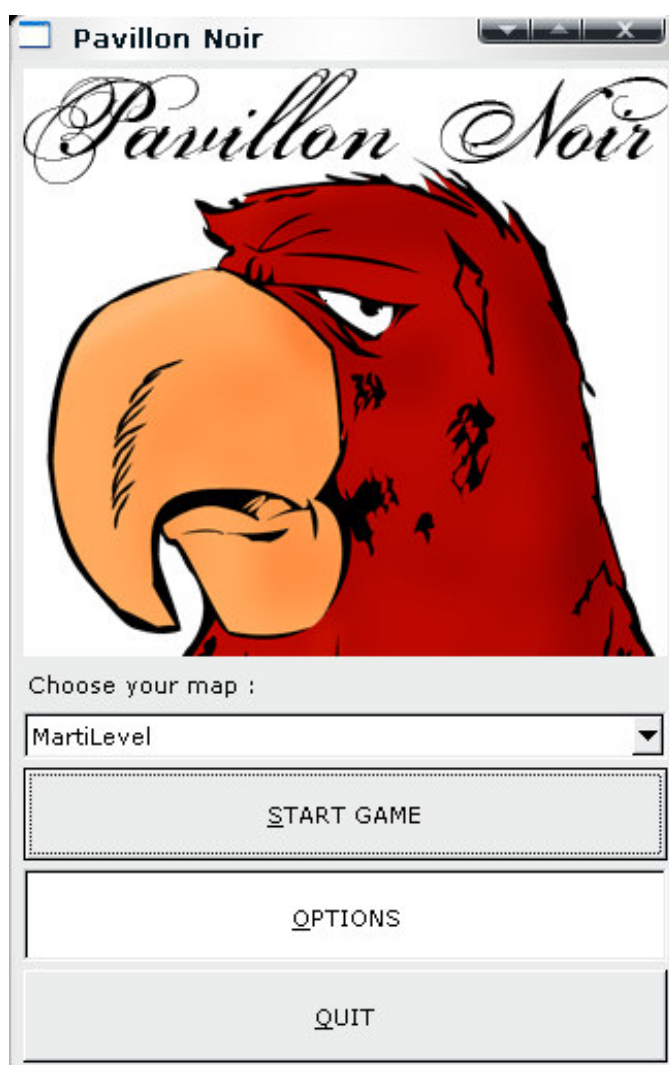 Pavillon Noir
Pavillon Noir
Choose your map :
MartiLevel
START GAME
OPTIONS
QUIT